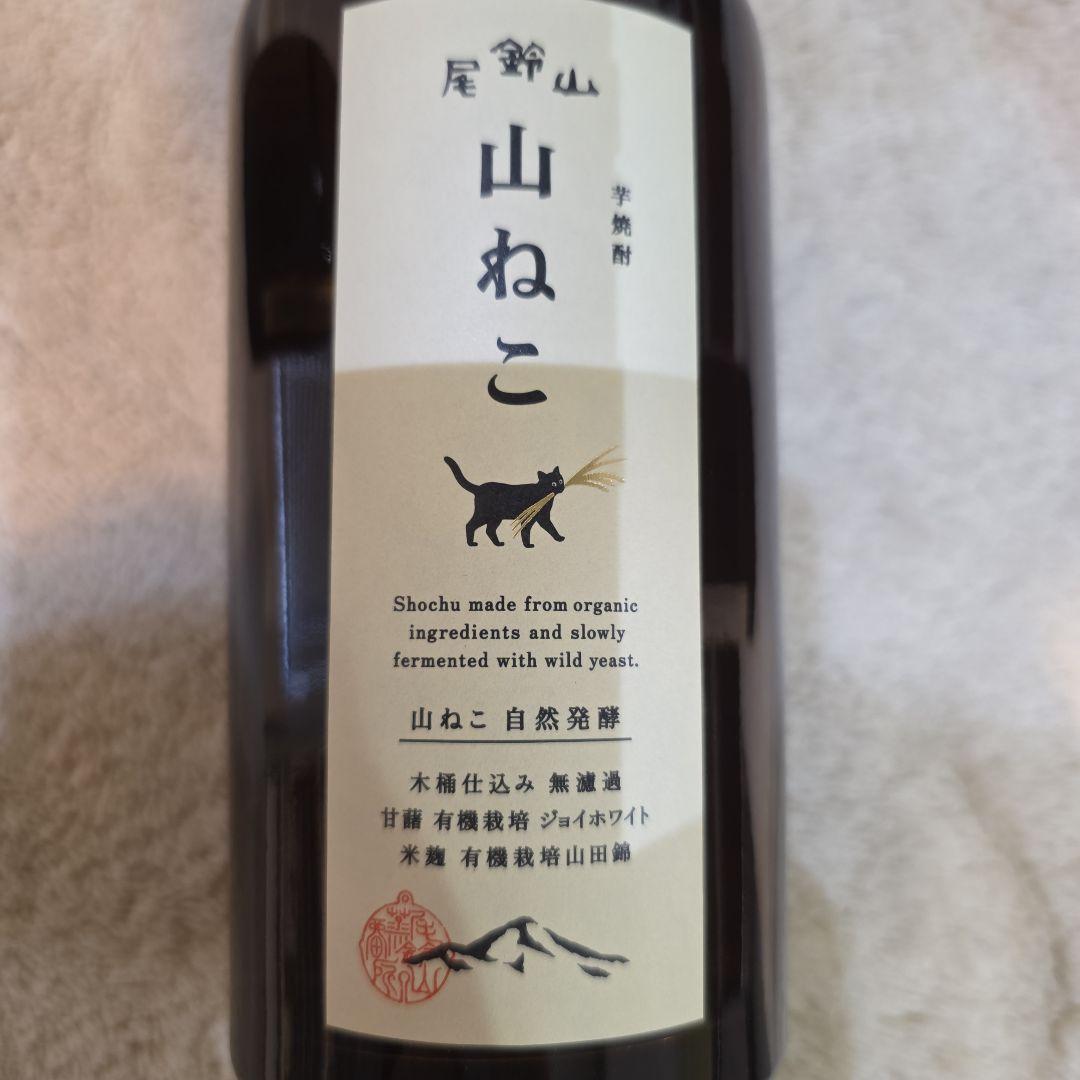 尾鈴山
山ねこ
芋焼酎
Shochu made from organic
ingredients and slowly
fermented with wild yeast.
山ねこ 自然発酵
木桶仕込み 無濾過
甘藷 有機栽培 ジョイホワイト
米麹 有機栽培山田錦